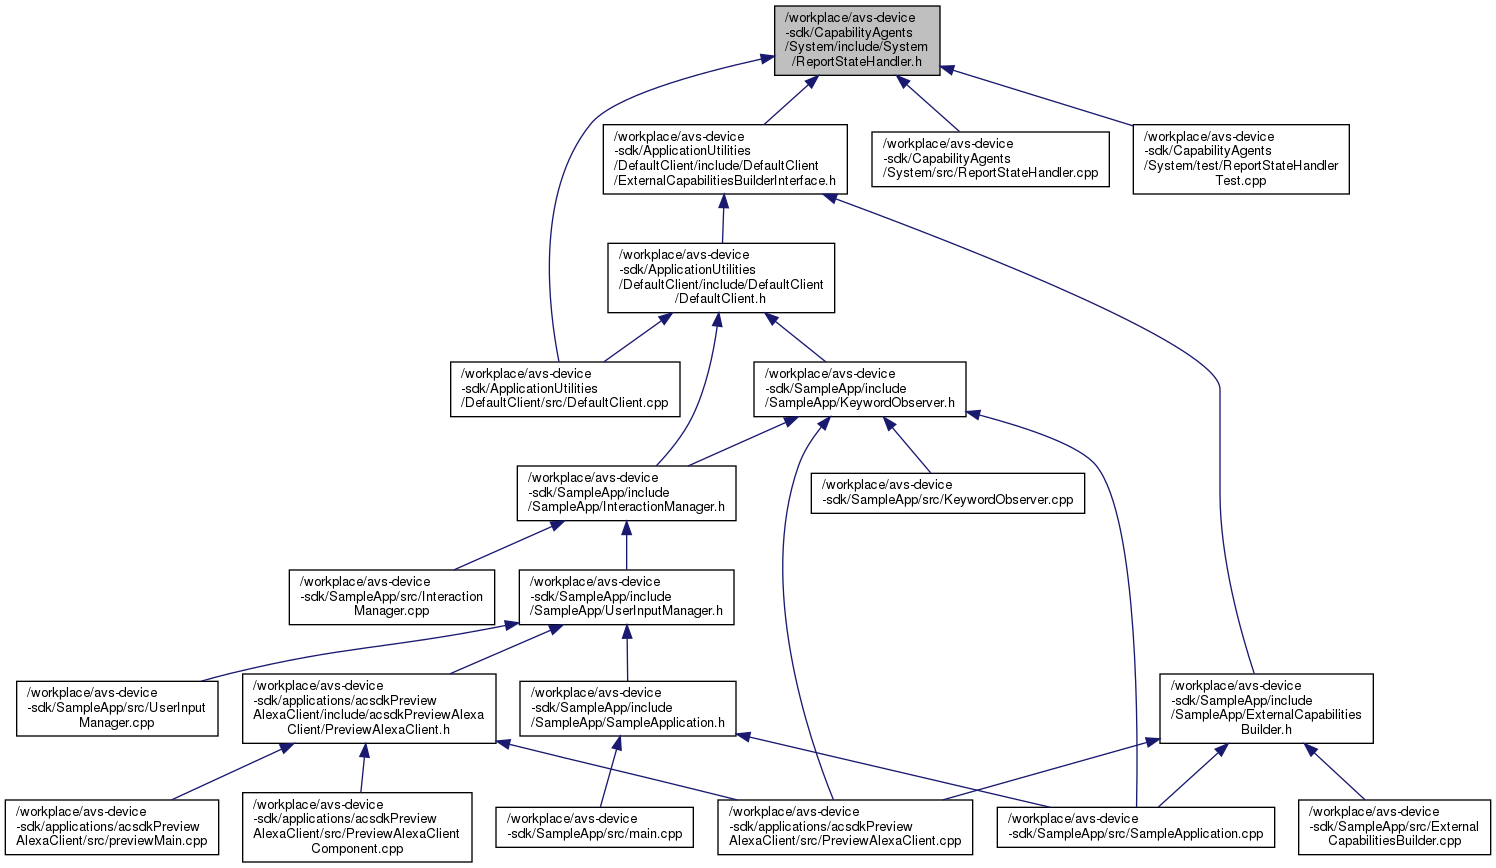 /workplace/avs-device
-sdk/CapabilityAgents
/System/include/System
/ReportStateHandler.h
/workplace/avs-device
-sdk/ApplicationUtilities
/DefaultClient/include/DefaultClient
/ExternalCapabilitiesBuilderInterface.h
/workplace/avs-device
-sdk/CapabilityAgents
/System/src/ReportStateHandler.cpp
/workplace/avs-device
-sdk/CapabilityAgents
/System/test/ReportStateHandler
Test.cpp
/workplace/avs-device
-sdk/ApplicationUtilities
/DefaultClient/include/DefaultClient
/DefaultClient.h
/workplace/avs-device
-sdk/ApplicationUtilities
/DefaultClient/src/DefaultClient.cpp
/workplace/avs-device
-sdk/SampleApp/include
/SampleApp/KeywordObserver.h
/workplace/avs-device
-sdk/SampleApp/include
/SampleApp/InteractionManager.h
/workplace/avs-device
-sdk/SampleApp/src/KeywordObserver.cpp
/workplace/avs-device
-sdk/SampleApp/src/Interaction
Manager.cpp
/workplace/avs-device
-sdk/SampleApp/include
/SampleApp/UserInputManager.h
/workplace/avs-device
-sdk/SampleApp/src/UserInput
Manager.cpp
/workplace/avs-device
-sdk/applications/acsdkPreview
AlexaClient/include/acsdkPreviewAlexa
Client/PreviewAlexaClient.h
/workplace/avs-device
-sdk/SampleApp/include
/SampleApp/SampleApplication.h
/workplace/avs-device
-sdk/SampleApp/include
/SampleApp/ExternalCapabilities
Builder.h
/workplace/avs-device
-sdk/applications/acsdkPreview
AlexaClient/src/previewMain.cpp
/workplace/avs-device
-sdk/applications/acsdkPreview
AlexaClient/src/PreviewAlexaClient
Component.cpp
/workplace/avs-device
-sdk/SampleApp/src/main.cpp
/workplace/avs-device
-sdk/applications/acsdkPreview
AlexaClient/src/PreviewAlexaClient.cpp
/workplace/avs-device
-sdk/SampleApp/src/SampleApplication.cpp
/workplace/avs-device
-sdk/SampleApp/src/External
CapabilitiesBuilder.cpp